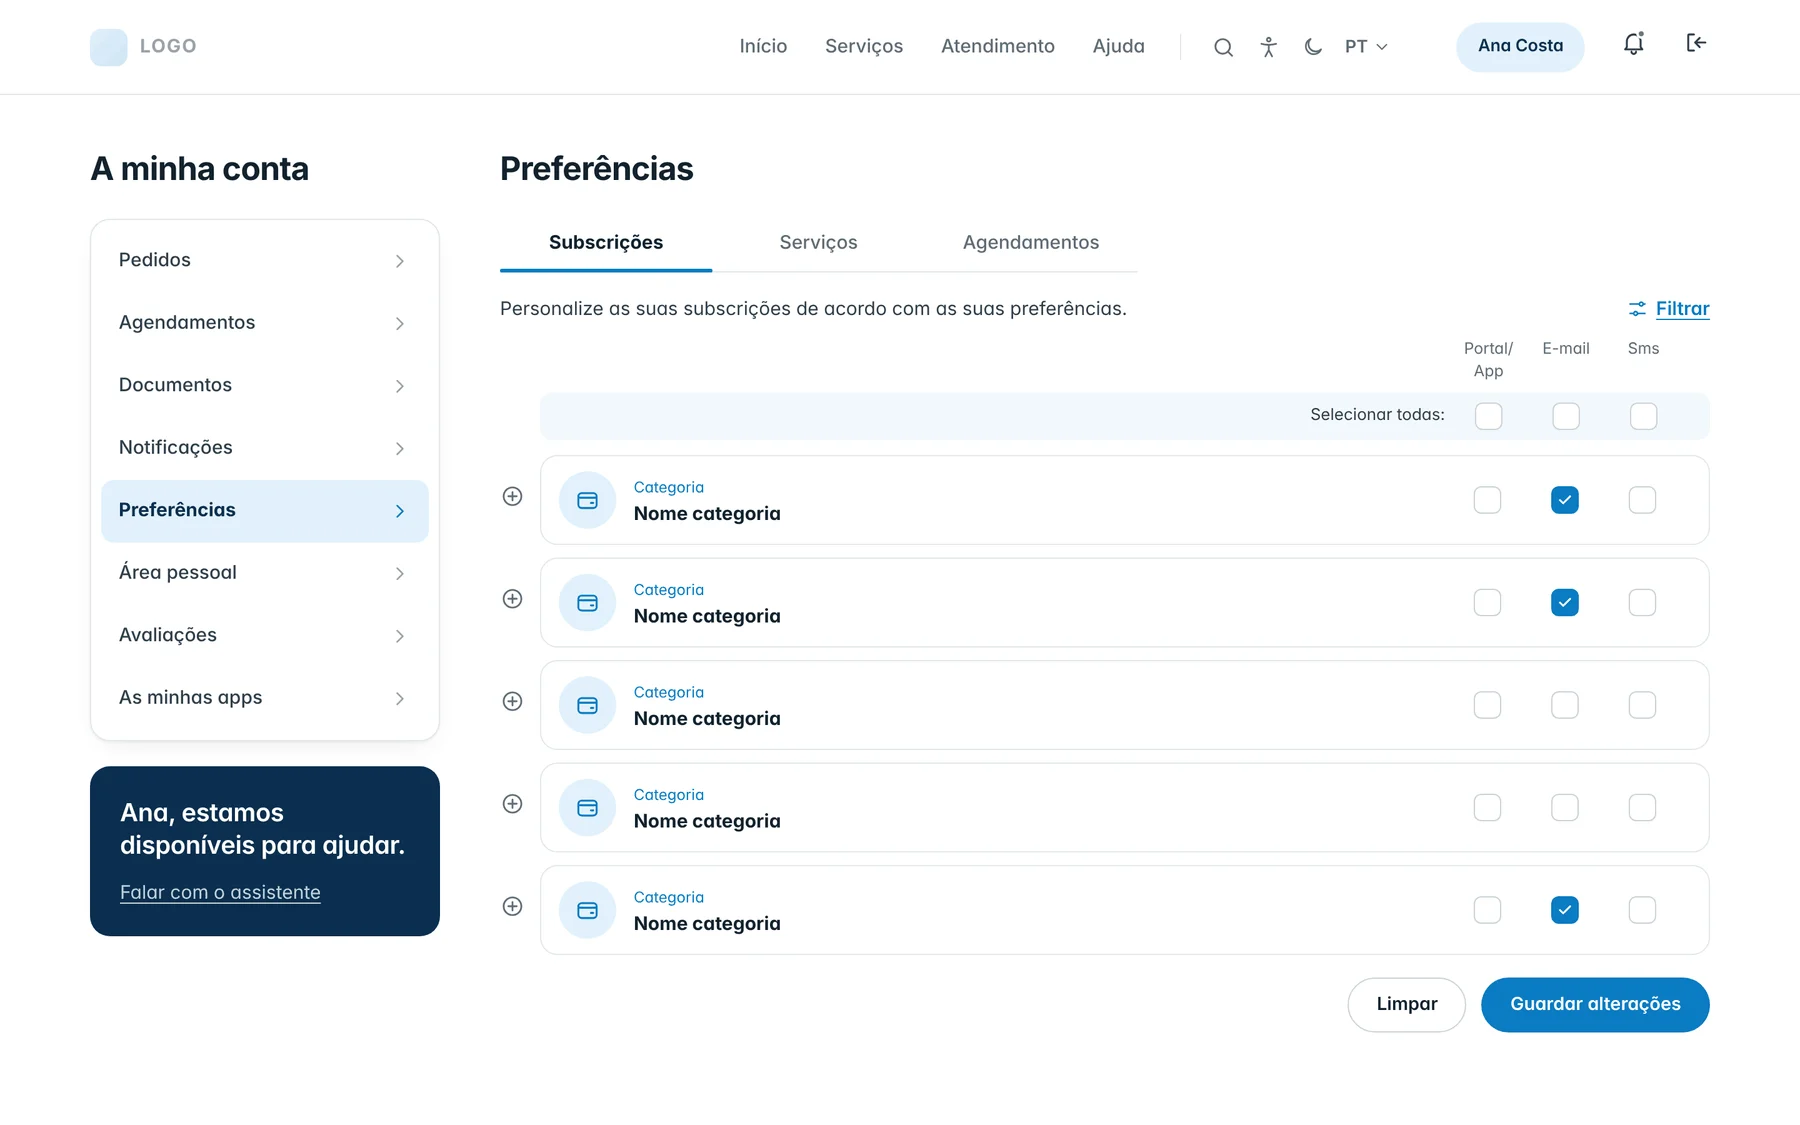 LOGO
Início
Serviços
Atendimento
Ajuda
PT
Ana Costa
A minha conta
Pedidos
Agendamentos
Documentos
Notificações
Preferências
Área pessoal
Avaliações
As minhas apps
Ana, estamos
disponíveis para ajudar.
Falar com o assistente
Preferências
Subscrições
Serviços
Agendamentos
Personalize as suas subscrições de acordo com as suas preferências.
Filtrar
Portal/
App
E-mail
Sms
Selecionar todas:
Categoria
Nome categoria
Categoria
Nome categoria
Categoria
Nome categoria
Categoria
Nome categoria
Categoria
Nome categoria
Limpar
Guardar alterações